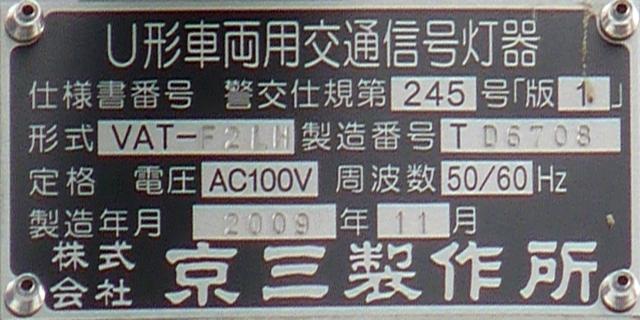 U形車両用交通信号灯器
仕様書番号 警交仕規第 245 号「版 1 」
形式 VAT-F2LH 製造番号 T D6708
定格 電圧 AC100V 周波数 50/60 Hz
製造年月 2009 年 11 月
株式会社 京三製作所